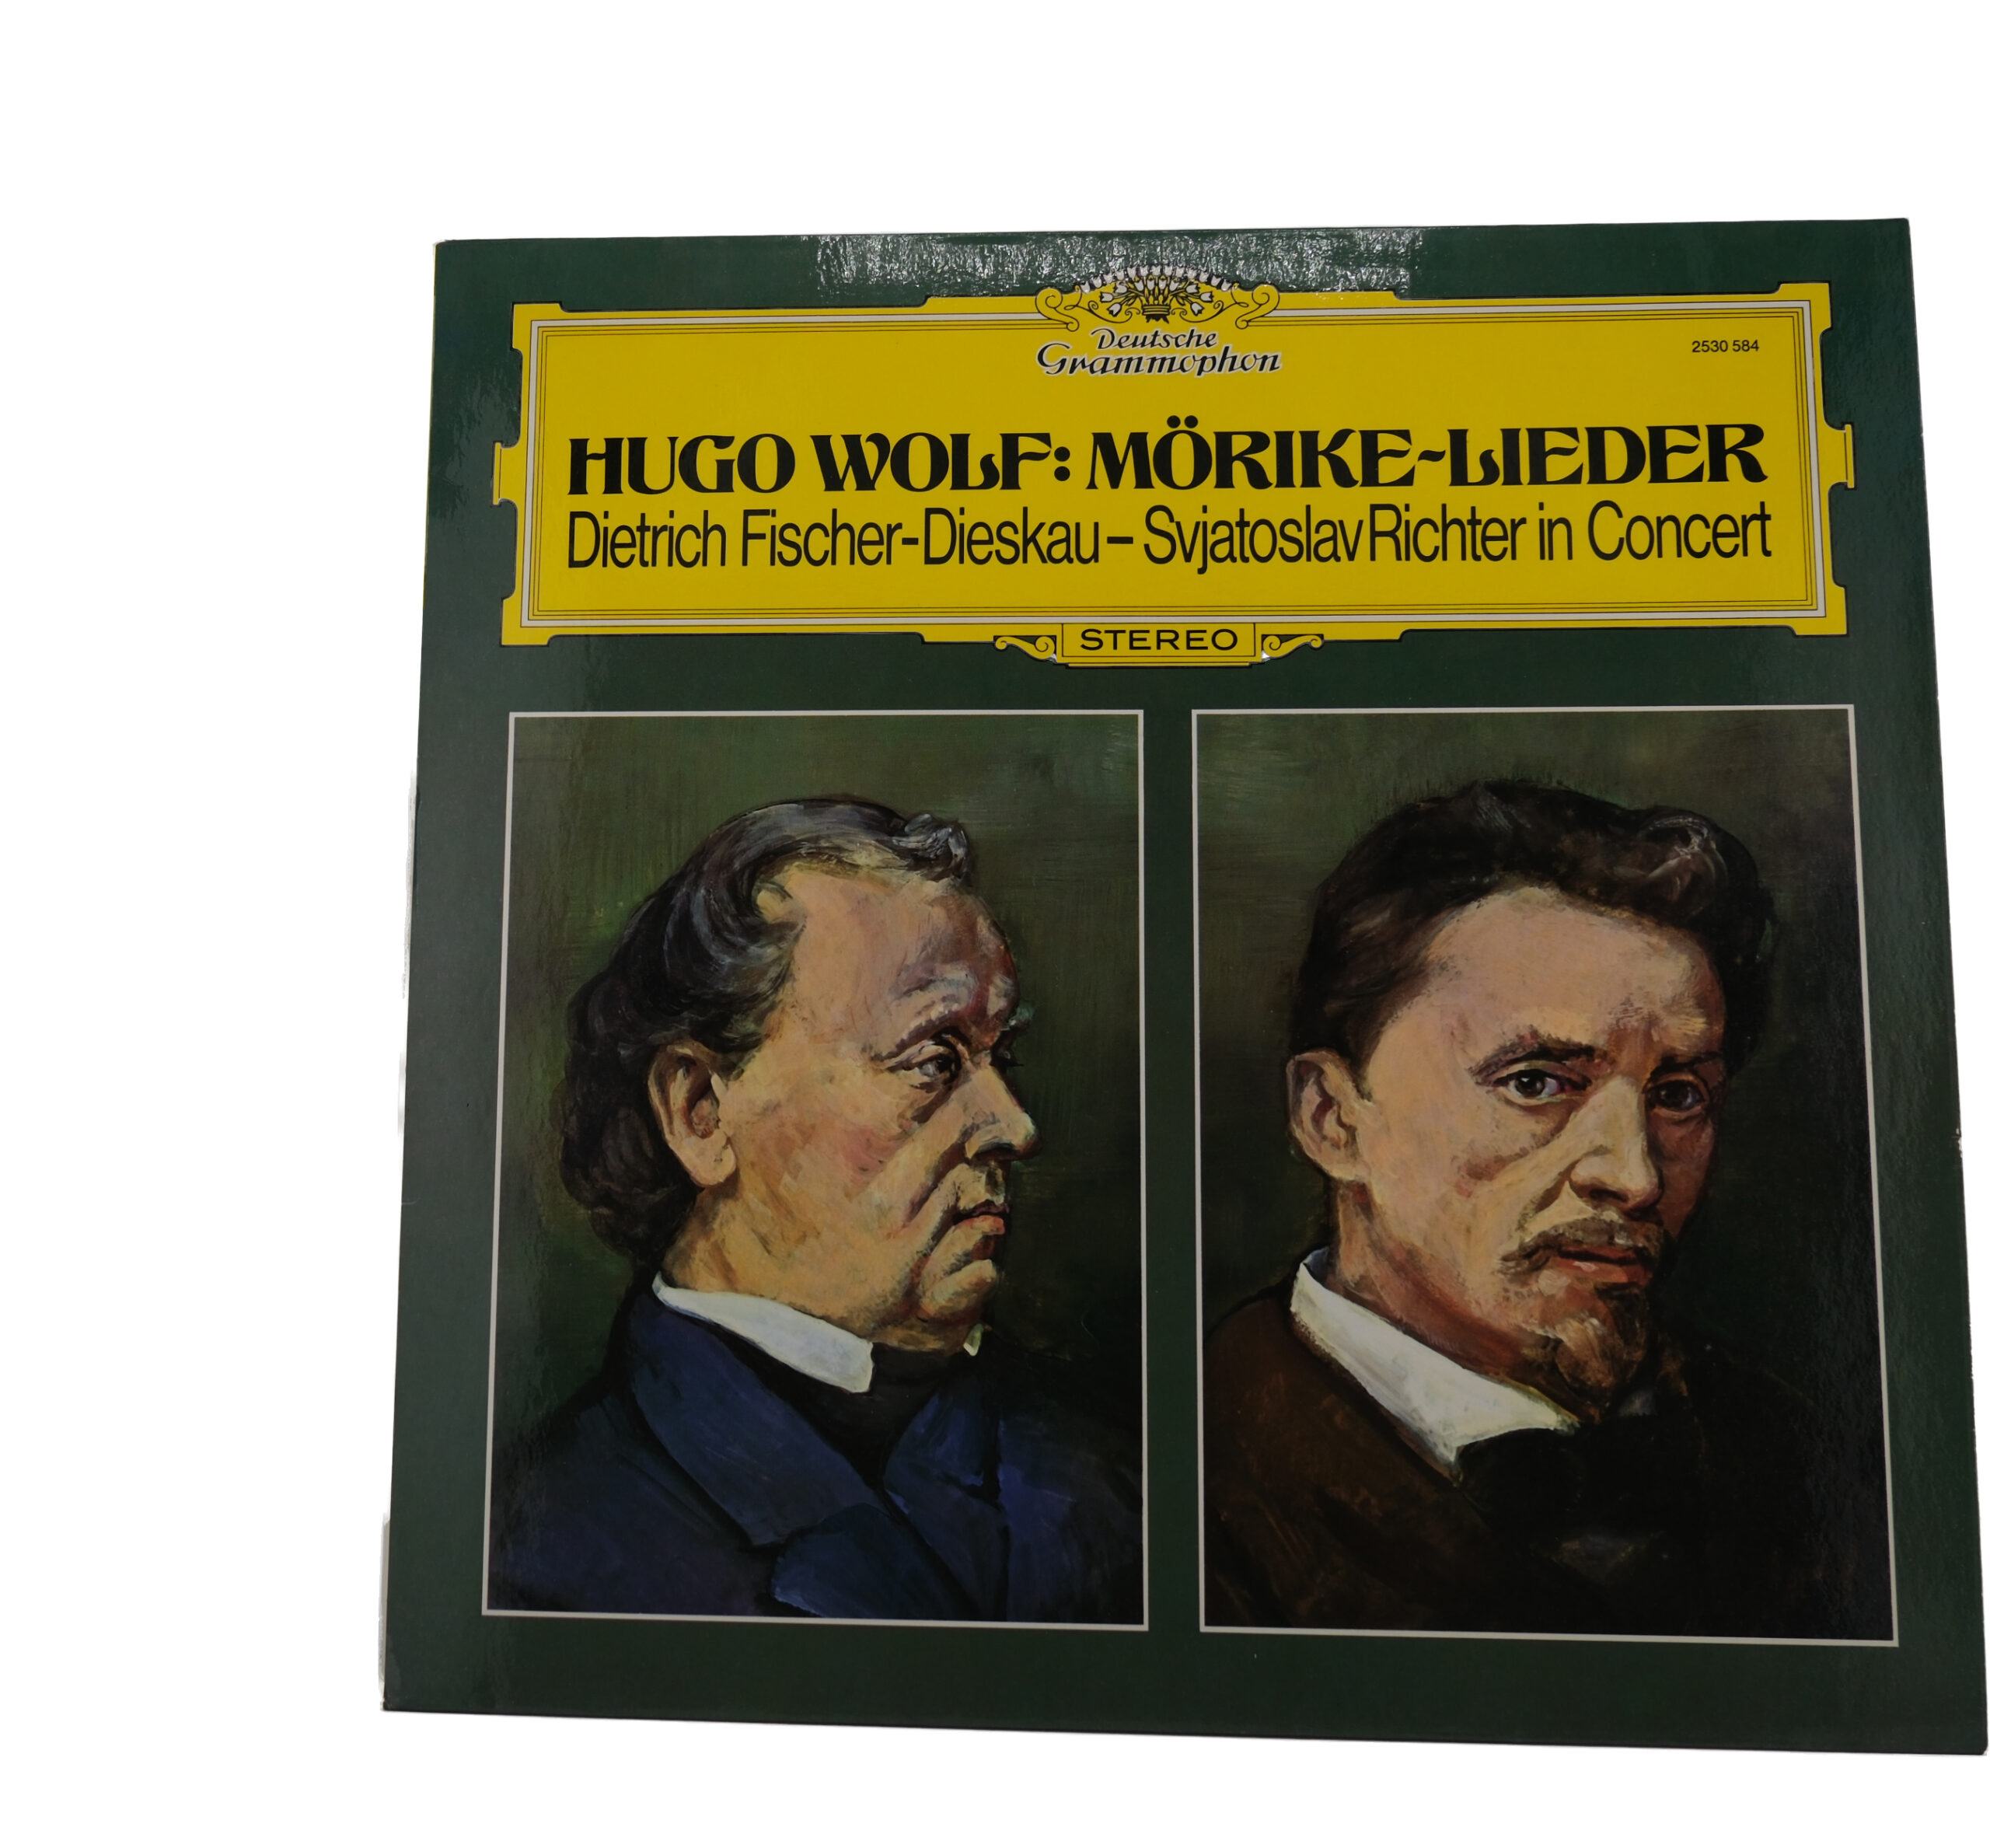 Deutsche
Grammophon
2530 584
HUGO WOLF: MÖRIKE-LIEDER
Dietrich Fischer-Dieskau – Svjatoslav Richter in Concert
STEREO